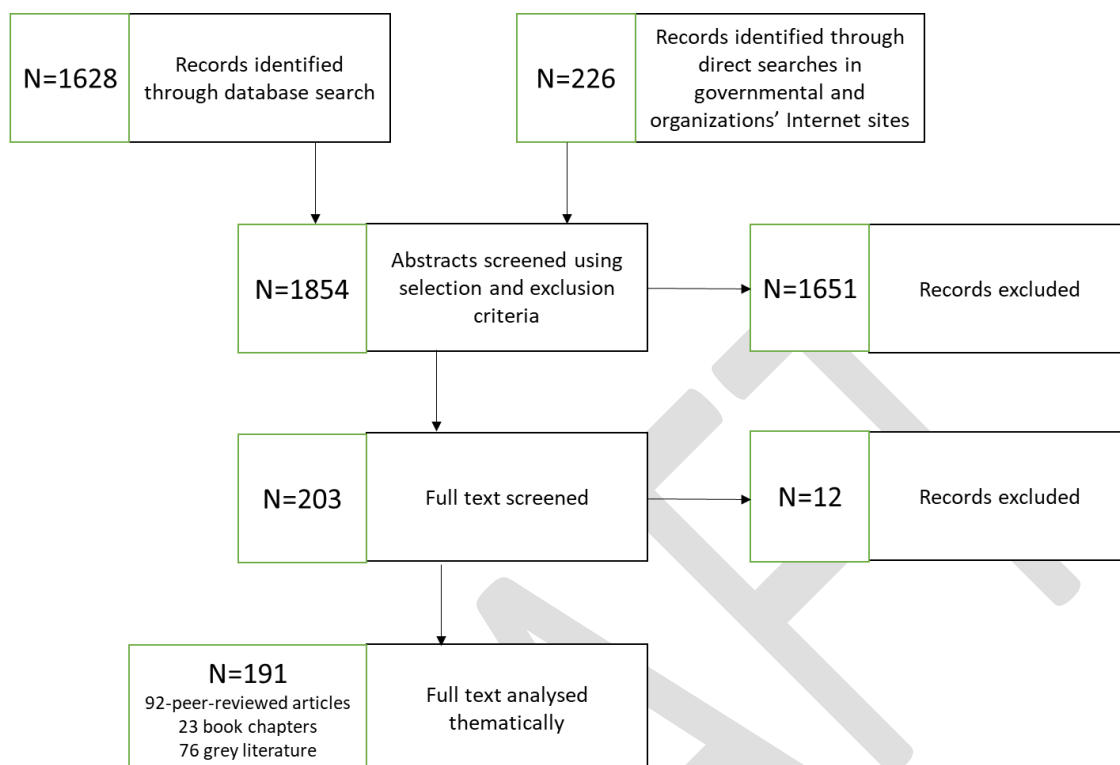 N=1628
Records identified
through database search
N=226
Records identified through
direct searches in
governmental and
organizations’ Internet sites
N=1854
Abstracts screened using
selection and exclusion
criteria
N=1651
Records excluded
N=203
Full text screened
N=12
Records excluded
N=191
92-peer-reviewed articles
23 book chapters
76 grey literature
Full text analysed
thematically